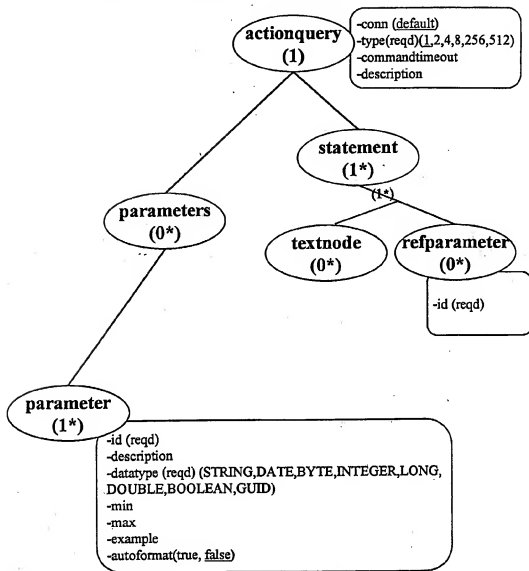 actionquery
(1)
-conn (default)
-type(reqd)(1,2,4,8,256,512)
-commandtimeout
-description
statement
(1*)
(1*)
parameters
(0*)
textnode
(0*)
refparameter
(0*)
-id (reqd)
parameter
(1*)
-id (reqd)
-description
-datatype (reqd) (STRING,DATE,BYTE,INTEGER,LONG,
DOUBLE,BOOLEAN,GUID)
-min
-max
-example
-autoformat(true, false)